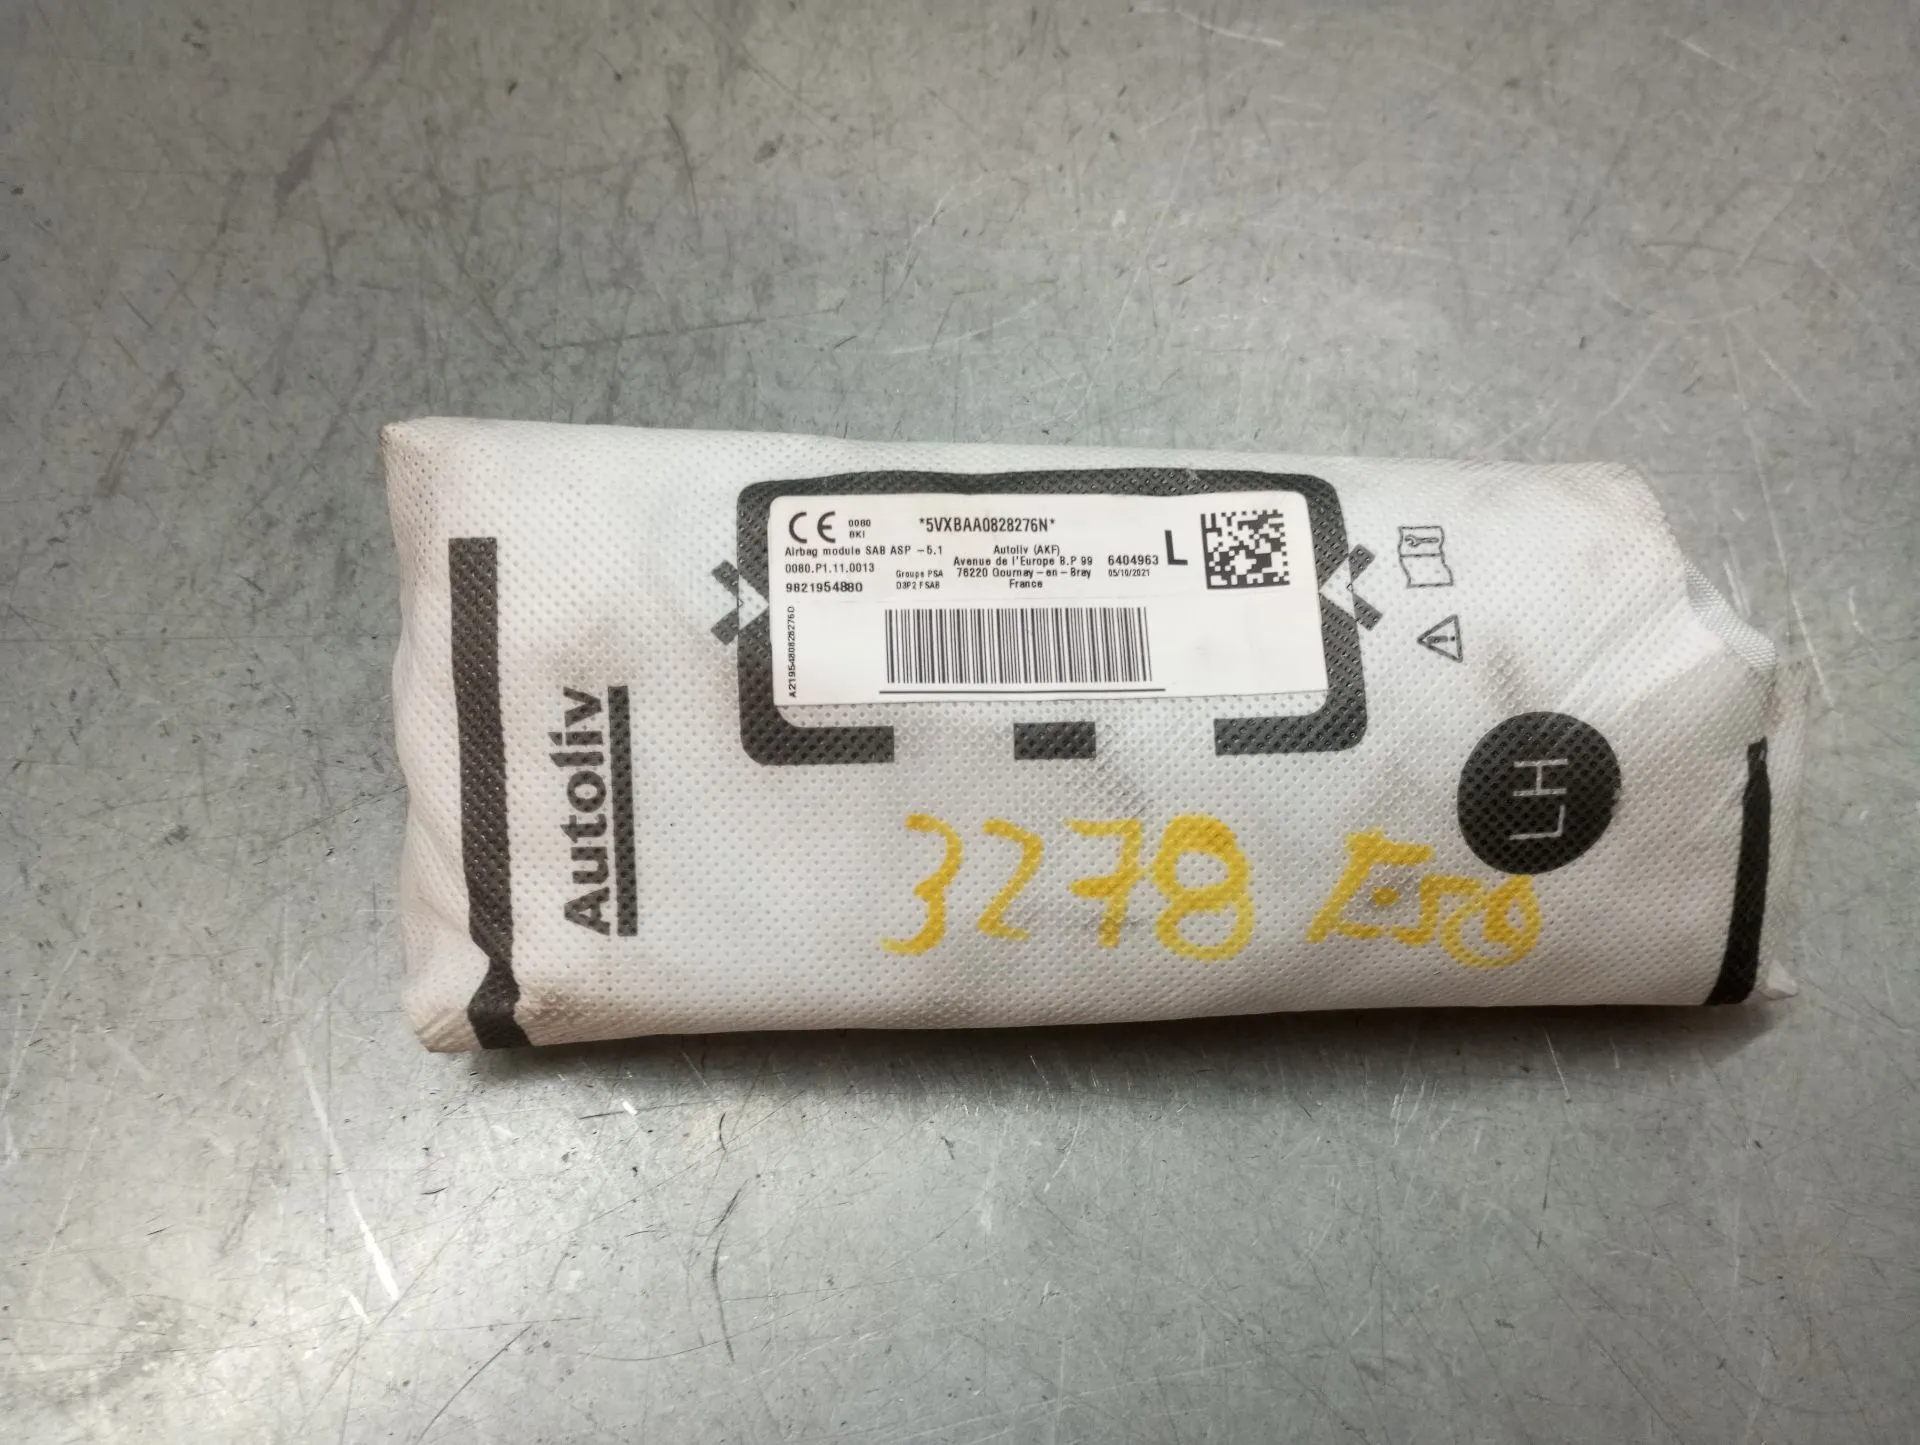 CE 0080 BKI *5VXBAA0828276N*
Airbag module SAB ASP -5.1
0080.P1.11.0013
9821954880
Groupe PSA
D3P2 FSAB
Autoliv (AKF)
Avenue de l'Europe B.P 99
76220 Gournay-en-Bray
France
6404963
05/10/2021
L
A2195480828276D
Autoliv
LH
3278